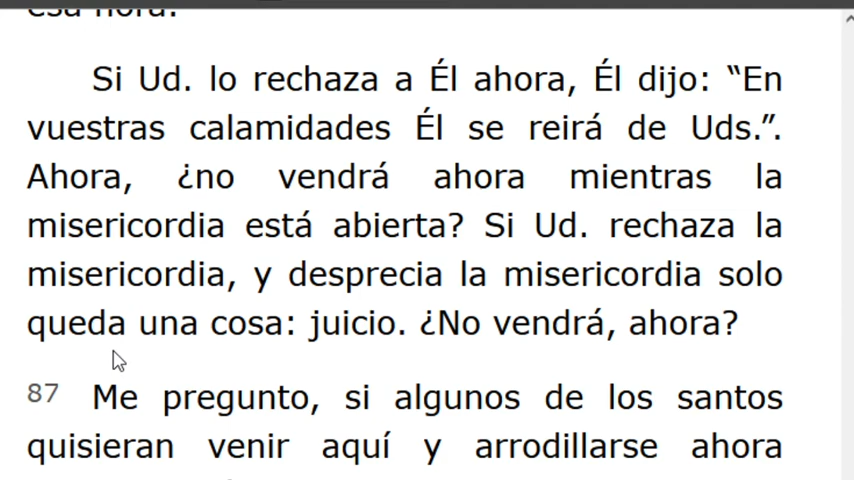 esa hora.
Si Ud. lo rechaza a Él ahora, Él dijo: “En
vuestras calamidades Él se reirá de Uds.”.
Ahora, ¿no vendrá ahora mientras la
misericordia está abierta? Si Ud. rechaza la
misericordia, y desprecia la misericordia solo
queda una cosa: juicio. ¿No vendrá, ahora?
87 Me pregunto, si algunos de los santos
quisieran venir aquí y arrodillarse ahora